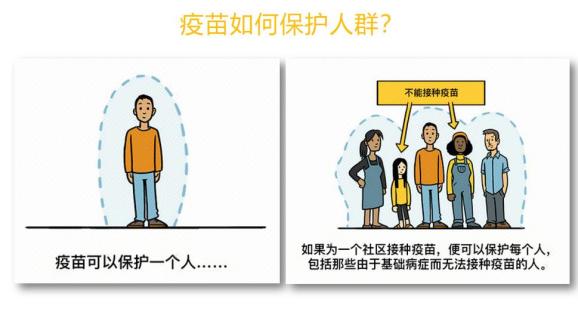 疫苗如何保护人群？
疫苗可以保护一个人……
不能接种疫苗
如果为一个社区接种疫苗，便可以保护每个人，
包括那些由于基础病症而无法接种疫苗的人。